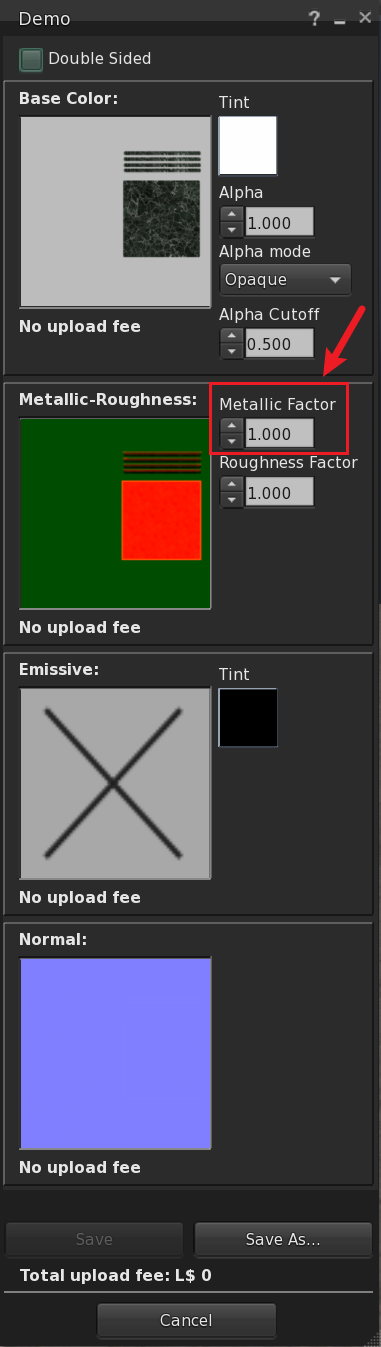 Demo
?
Double Sided
Base Color:
Tint
Alpha
1.000
Alpha mode
Opaque
Alpha Cutoff
0.500
No upload fee
Metallic-Roughness:
Metallic Factor
1.000
Roughness Factor
1.000
No upload fee
Emissive:
Tint
No upload fee
Normal:
No upload fee
Save
Save As...
Total upload fee: L$ 0
Cancel